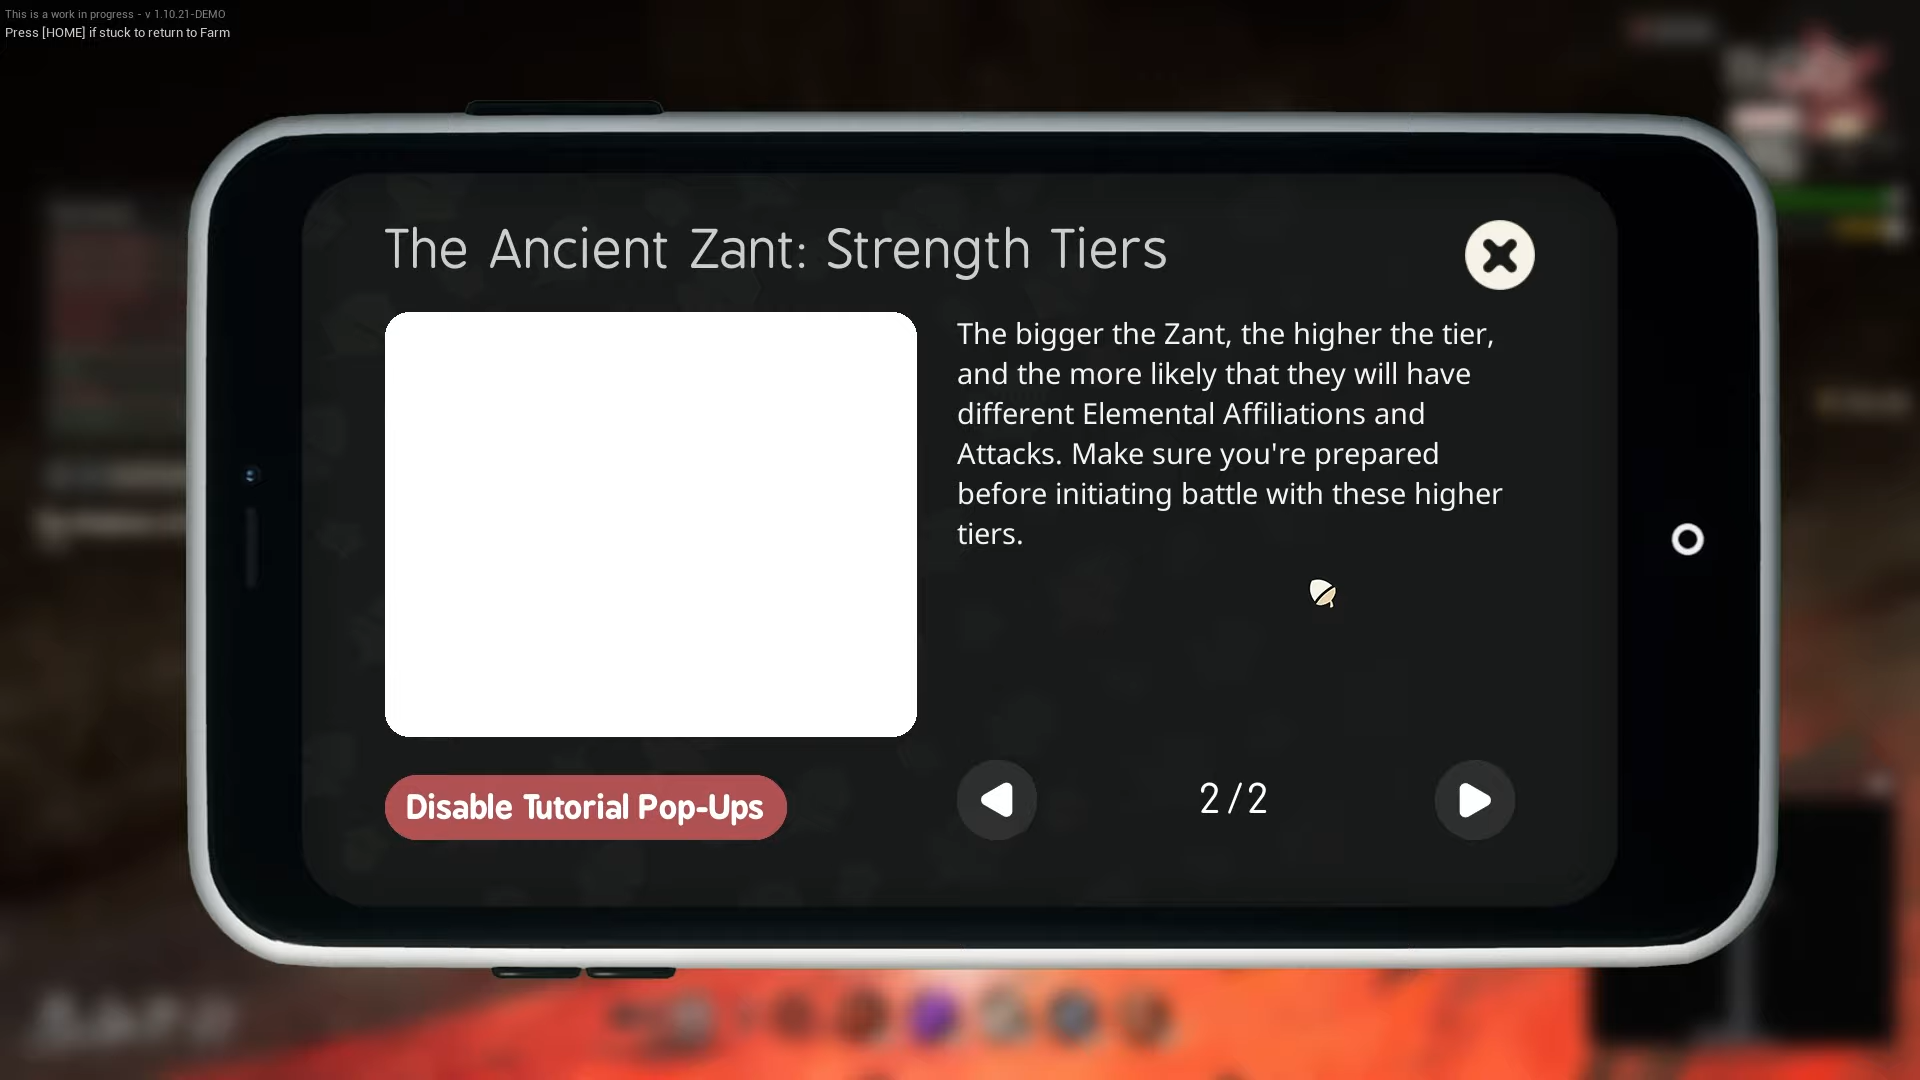 This is a work in progress - v 1.10.21-DEMO
Press [HOME] if stuck to return to Farm
The Ancient Zant: Strength Tiers
The bigger the Zant, the higher the tier,
and the more likely that they will have
different Elemental Affiliations and
Attacks. Make sure you're prepared
before initiating battle with these higher
tiers.
Disable Tutorial Pop-Ups
2/2